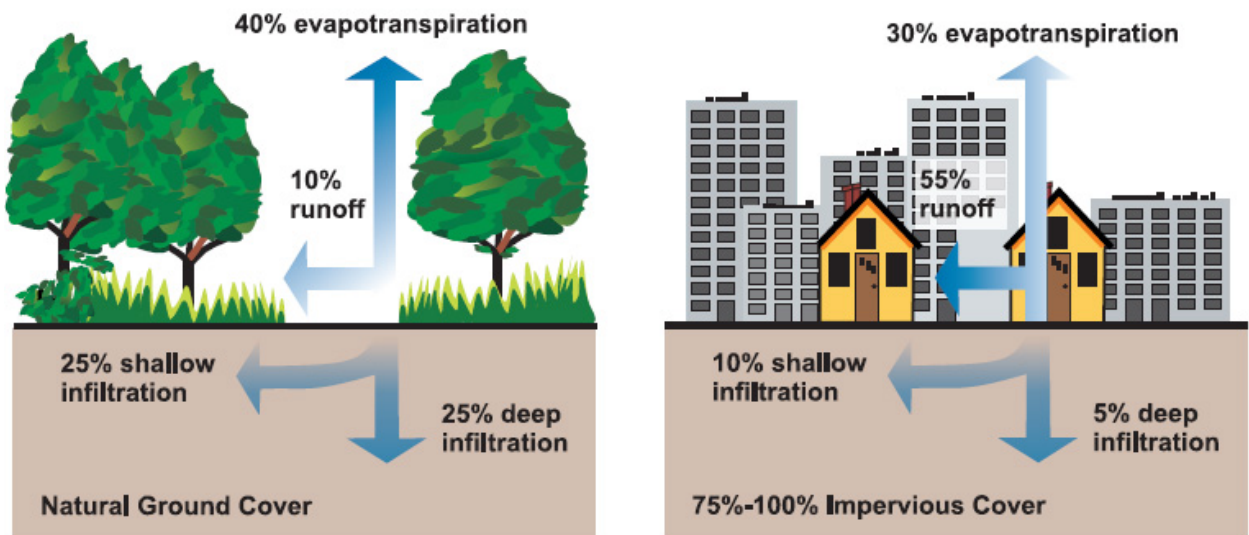 40% evapotranspiration
10%
runoff
25% shallow
infiltration
25% deep
infiltration
Natural Ground Cover
30% evapotranspiration
55%
runoff
10% shallow
infiltration
5% deep
infiltration
75%-100% Impervious Cover